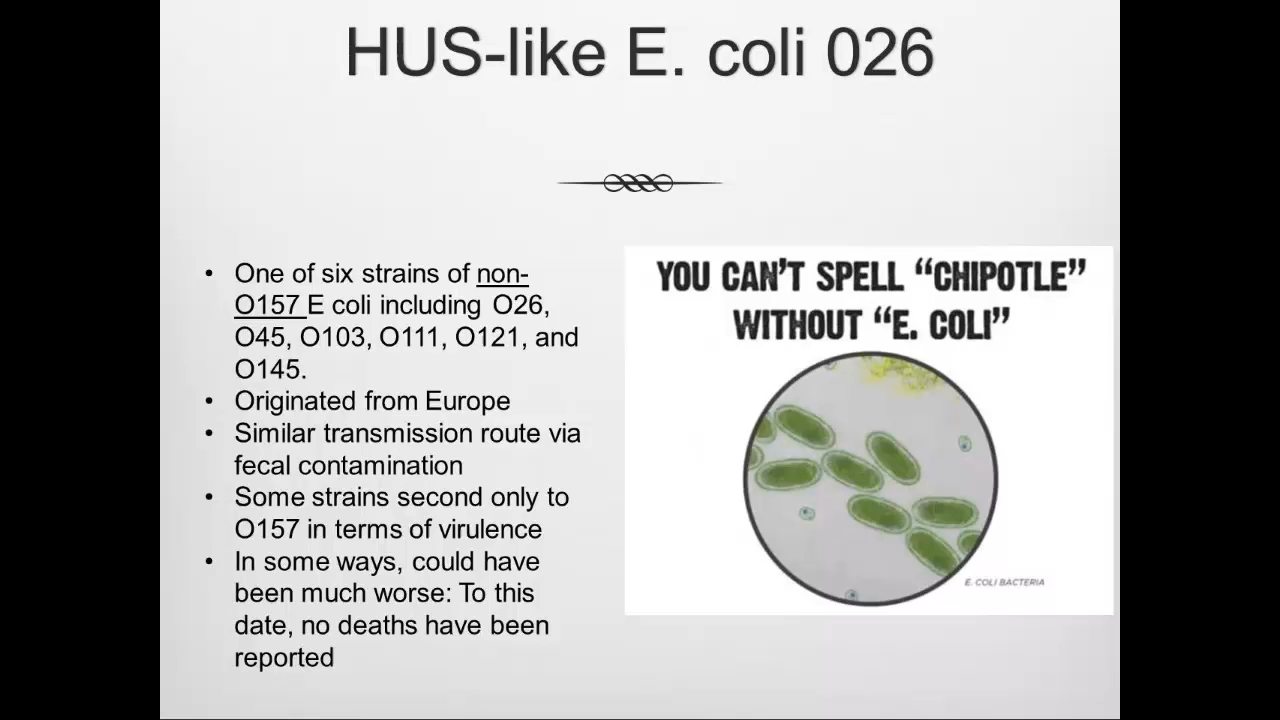 HUS-like E. coli 026
• One of six strains of non-
O157 E coli including O26,
O45, O103, O111, O121, and
O145.
• Originated from Europe
• Similar transmission route via
fecal contamination
• Some strains second only to
O157 in terms of virulence
• In some ways, could have
been much worse: To this
date, no deaths have been
reported
YOU CAN'T SPELL “CHIPOTLE”
WITHOUT “E. COLI”
E. COLI BACTERIA